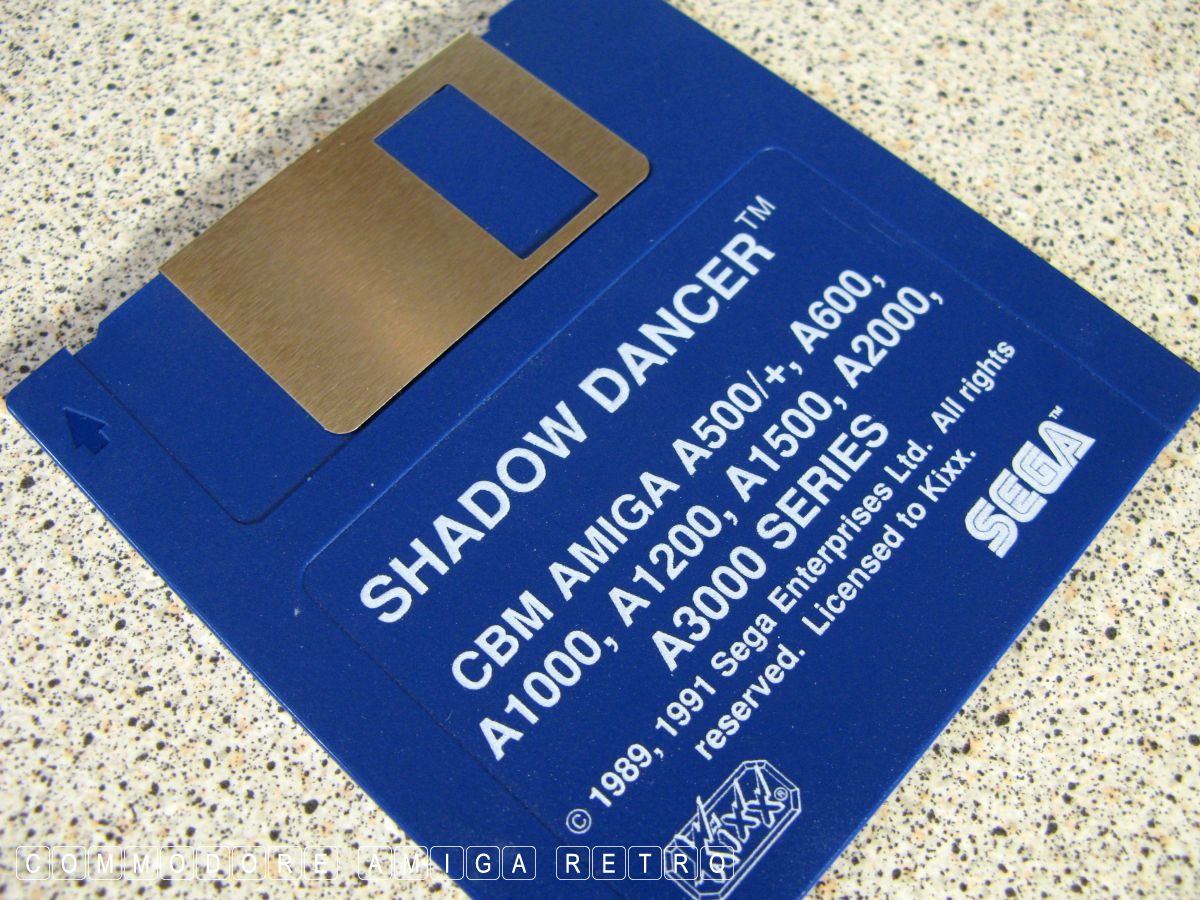 SHADOW DANCER™
CBM AMIGA A500/+, A600,
A1000, A1200, A1500, A2000,
A3000 SERIES
© 1989, 1991 Sega Enterprises Ltd. All rights
reserved. Licensed to Kixx.
SEGA™
KIXX®
COMMODORE AMIGA RETRO